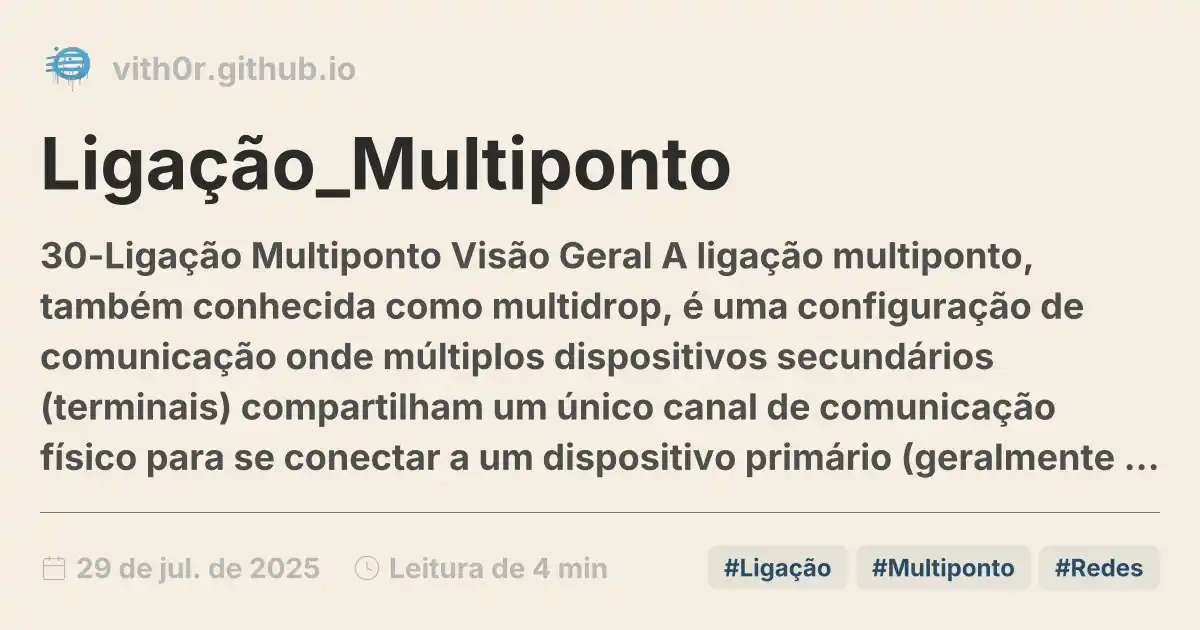 vith0r.github.io
Ligação_Multiponto
30-Ligação Multiponto Visão Geral A ligação multiponto,
também conhecida como multidrop, é uma configuração de
comunicação onde múltiplos dispositivos secundários
(terminais) compartilham um único canal de comunicação
físico para se conectar a um dispositivo primário (geralmente ...
29 de jul. de 2025 Leitura de 4 min #Ligação #Multiponto #Redes